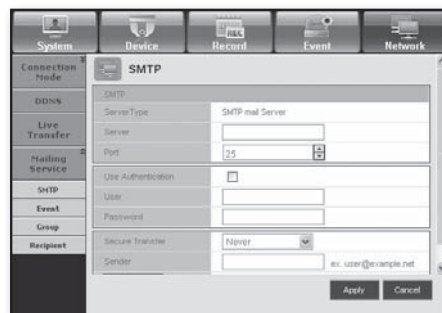 System Device Record Event Network
REC
Connection Mode
DDNS
Live Transfer
Mailing Service
SMTP
Event
Group
Recipient
SMTP
SMTP
ServerType SMTP mail Server
Server
Port 25
Use Authentication
User
Password
Secure Transfer Never
Sender ex. user@example.net
Apply Cancel